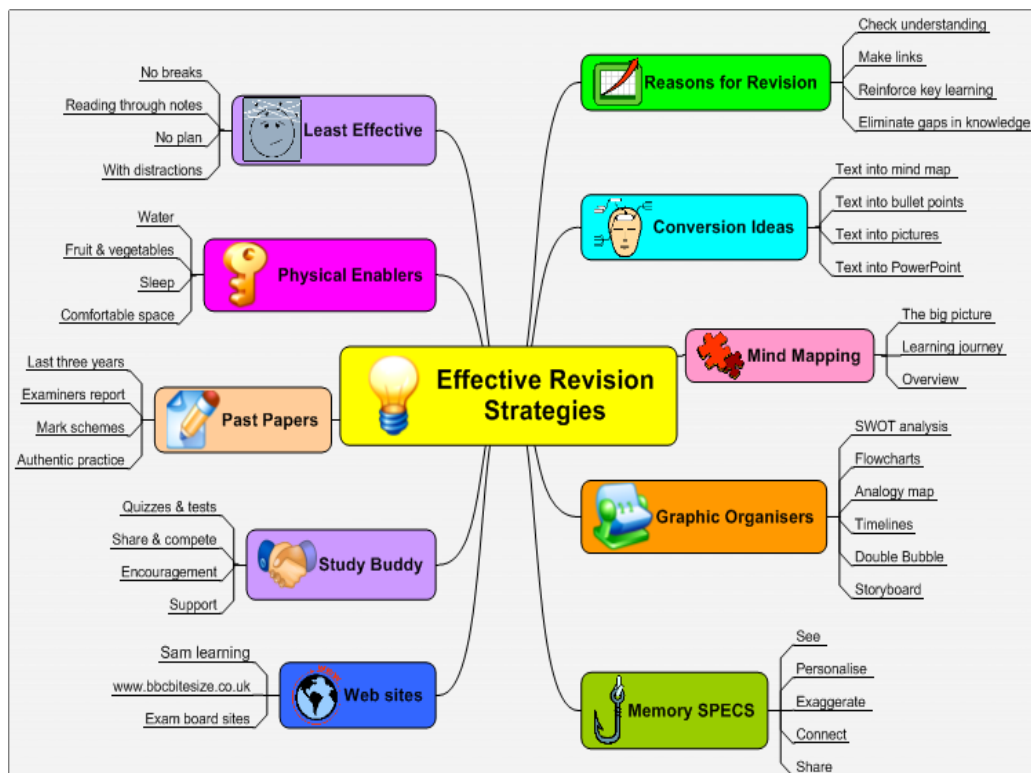 Effective Revision
Strategies
Reasons for Revision
Check understanding
Make links
Reinforce key learning
Eliminate gaps in knowledge
Conversion Ideas
Text into mind map
Text into bullet points
Text into pictures
Text into PowerPoint
Mind Mapping
The big picture
Learning journey
Overview
Graphic Organisers
SWOT analysis
Flowcharts
Analogy map
Timelines
Double Bubble
Storyboard
Memory SPECS
See
Personalise
Exaggerate
Connect
Share
Least Effective
No breaks
Reading through notes
No plan
With distractions
Physical Enablers
Water
Fruit & vegetables
Sleep
Comfortable space
Past Papers
Last three years
Examiners report
Mark schemes
Authentic practice
Study Buddy
Quizzes & tests
Share & compete
Encouragement
Support
Web sites
Sam learning
www.bbcbitesize.co.uk
Exam board sites